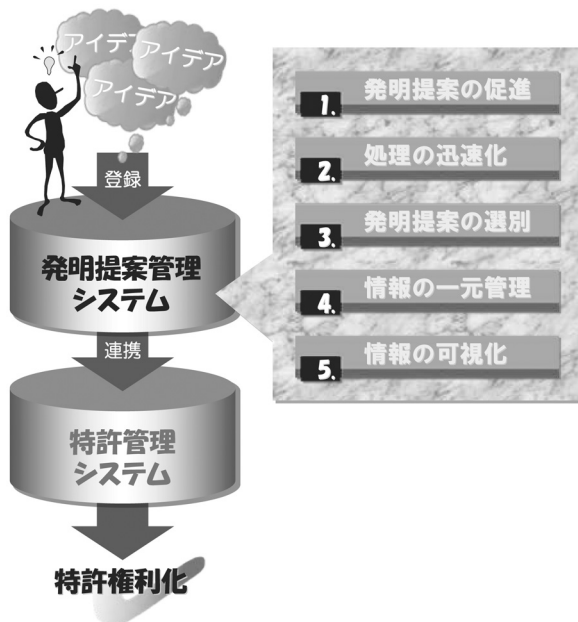 アイデア
アイデア
アイデア
登録
発明提案管理
システム
連携
特許管理
システム
特許権利化
1. 発明提案の促進
2. 処理の迅速化
3. 発明提案の選別
4. 情報の一元管理
5. 情報の可視化